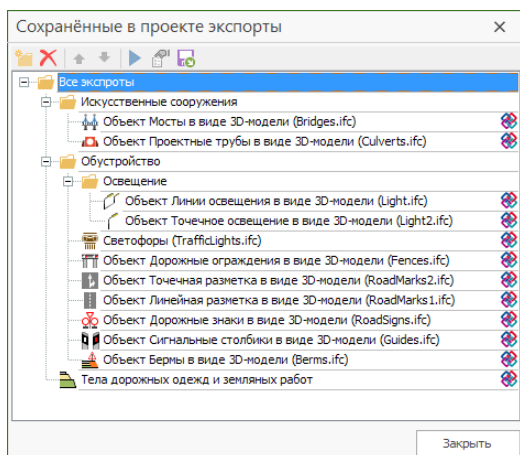 Сохранённые в проекте экспорты
Все экспроты
Искусственные сооружения
Объект Мосты в виде 3D-модели (Bridges.ifc)
Объект Проектные трубы в виде 3D-модели (Culverts.ifc)
Обустройство
Освещение
Объект Линии освещения в виде 3D-модели (Light.ifc)
Объект Точечное освещение в виде 3D-модели (Light2.ifc)
Светофоры (TrafficLights.ifc)
Объект Дорожные ограждения в виде 3D-модели (Fences.ifc)
Объект Точечная разметка в виде 3D-модели (RoadMarks2.ifc)
Объект Линейная разметка в виде 3D-модели (RoadMarks1.ifc)
Объект Дорожные знаки в виде 3D-модели (RoadSigns.ifc)
Объект Сигнальные столбики в виде 3D-модели (Guides.ifc)
Объект Бермы в виде 3D-модели (Berms.ifc)
Тела дорожных одежд и земляных работ
Закрыть